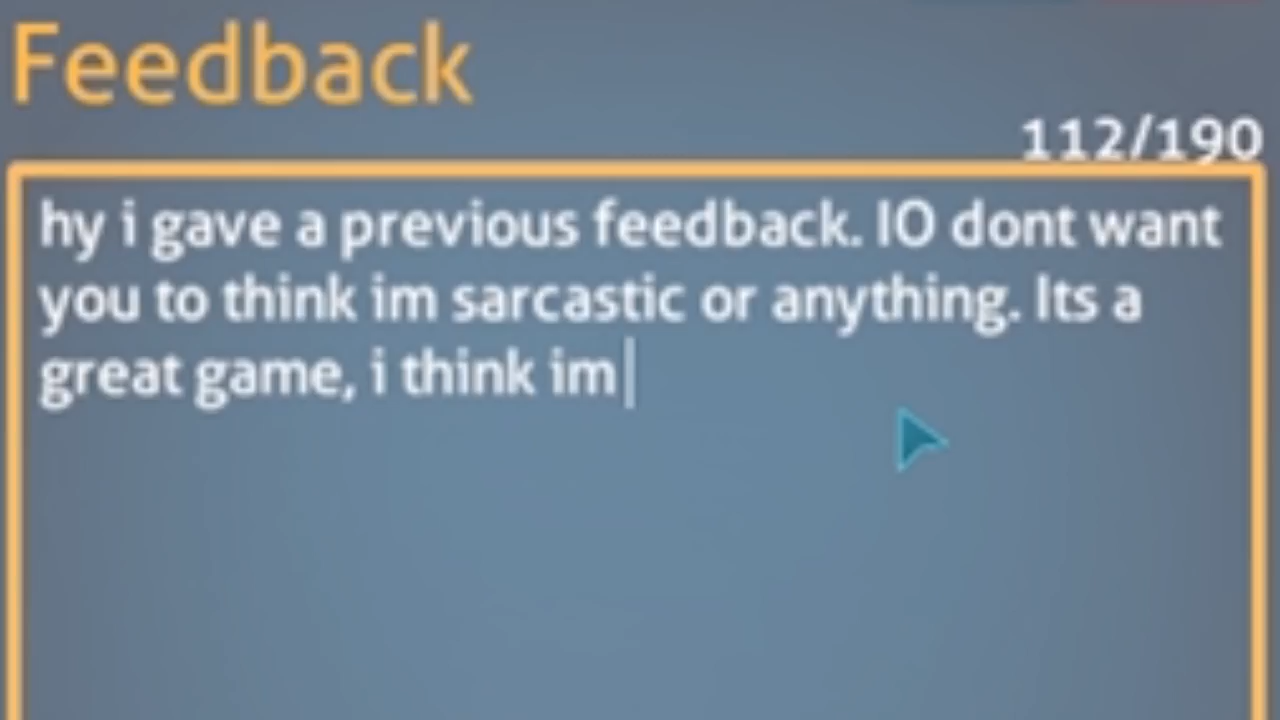 Feedback
112/190
hy i gave a previous feedback. IO dont want
you to think im sarcastic or anything. Its a
great game, i think im